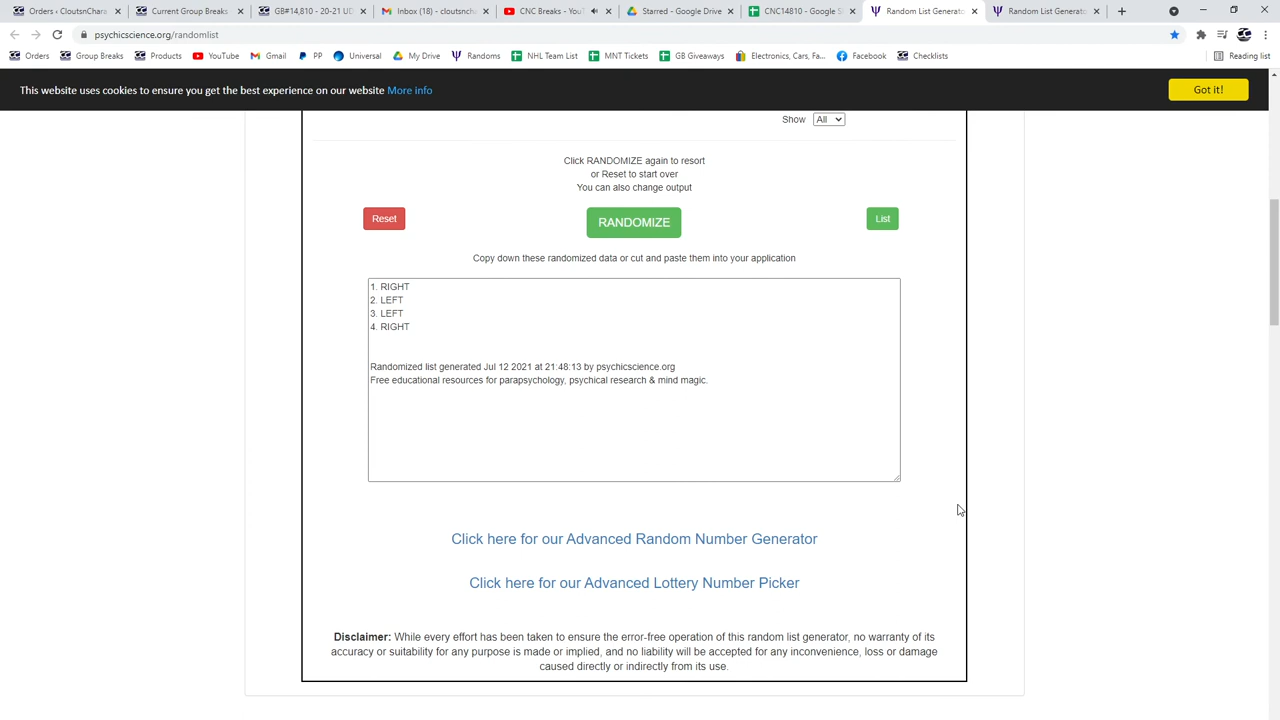 Orders ‹ CloutsnChara
Current Group Breaks
GB#14,810 - 20-21 UD
Inbox (18) - cloutsnch
CNC Breaks - You
Starred - Google Drive
CNC14810 - Google S
Random List Generato
Random List Generato
psychicscience.org/randomlist
Orders
Group Breaks
Products
YouTube
Gmail
PP
Universal
My Drive
Randoms
NHL Team List
MNT Tickets
GB Giveaways
Electronics, Cars, Fa...
Facebook
Checklists
Reading list
This website uses cookies to ensure you get the best experience on our website More info
Got it!
Show All
Click RANDOMIZE again to resort
or Reset to start over
You can also change output
Reset
RANDOMIZE
List
Copy down these randomized data or cut and paste them into your application
1. RIGHT
2. LEFT
3. LEFT
4. RIGHT
Randomized list generated Jul 12 2021 at 21:48:13 by psychicscience.org
Free educational resources for parapsychology, psychical research & mind magic.
Click here for our Advanced Random Number Generator
Click here for our Advanced Lottery Number Picker
Disclaimer: While every effort has been taken to ensure the error-free operation of this random list generator, no warranty of its
accuracy or suitability for any purpose is made or implied, and no liability will be accepted for any inconvenience, loss or damage
caused directly or indirectly from its use.